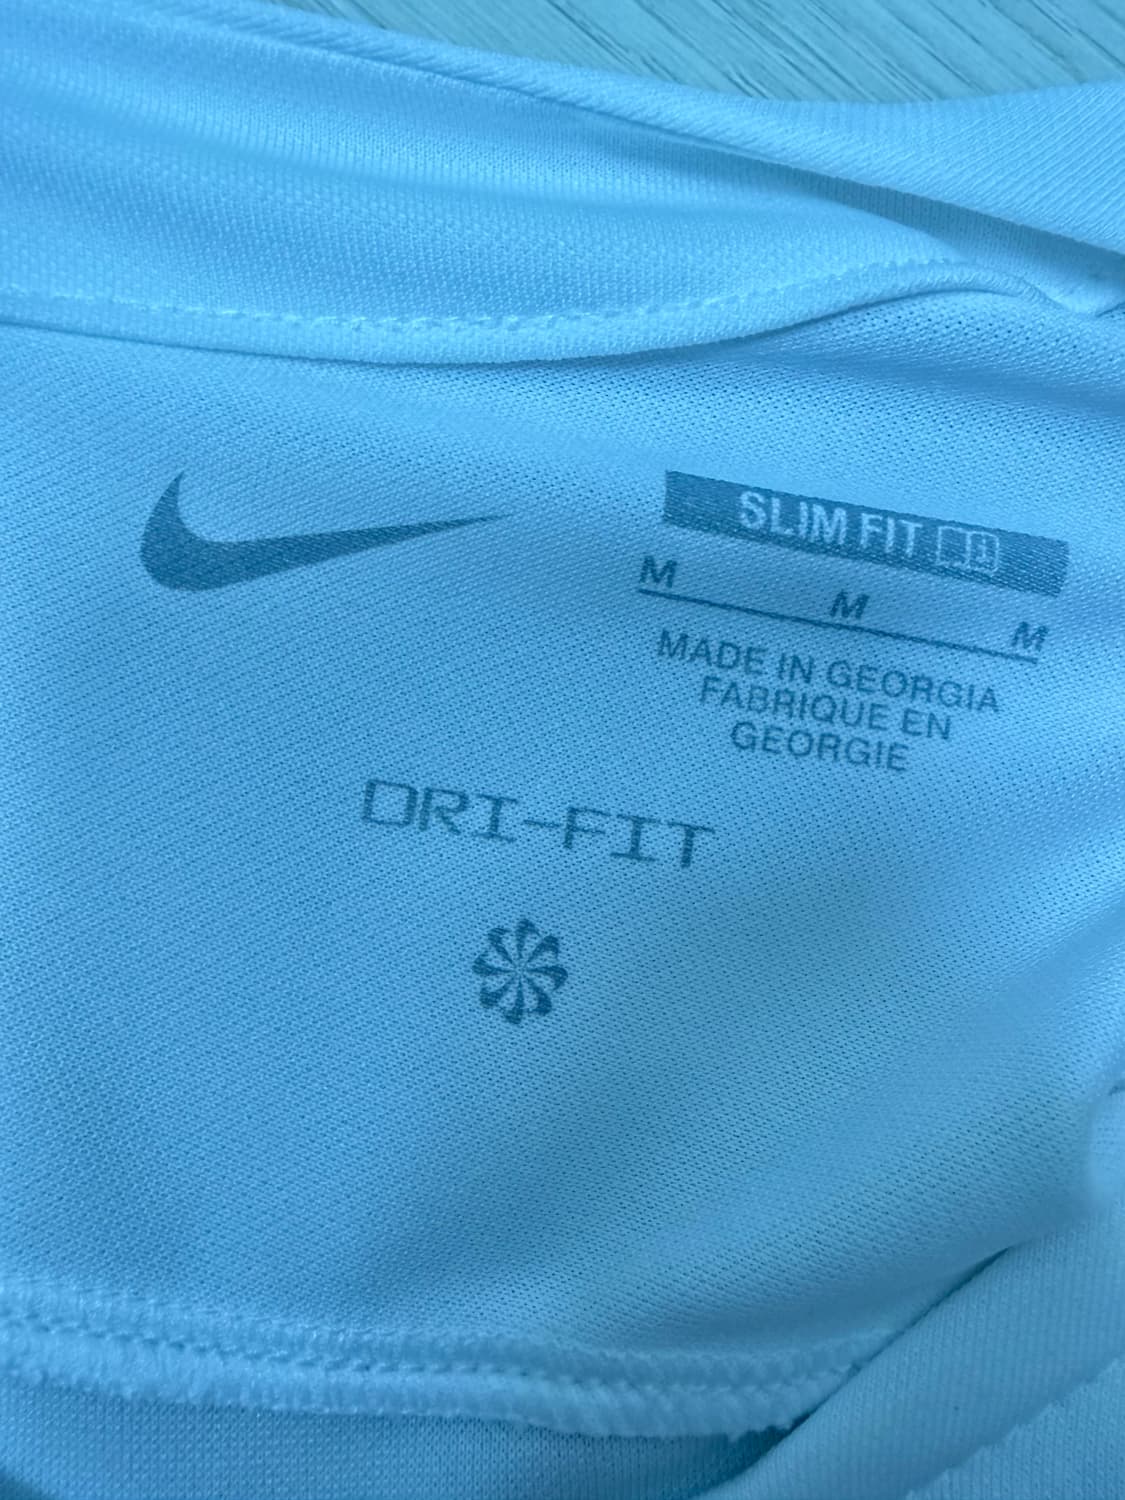 SLIM FIT
M M M
MADE IN GEORGIA
FABRIQUE EN
GEORGIE
DRI-FIT